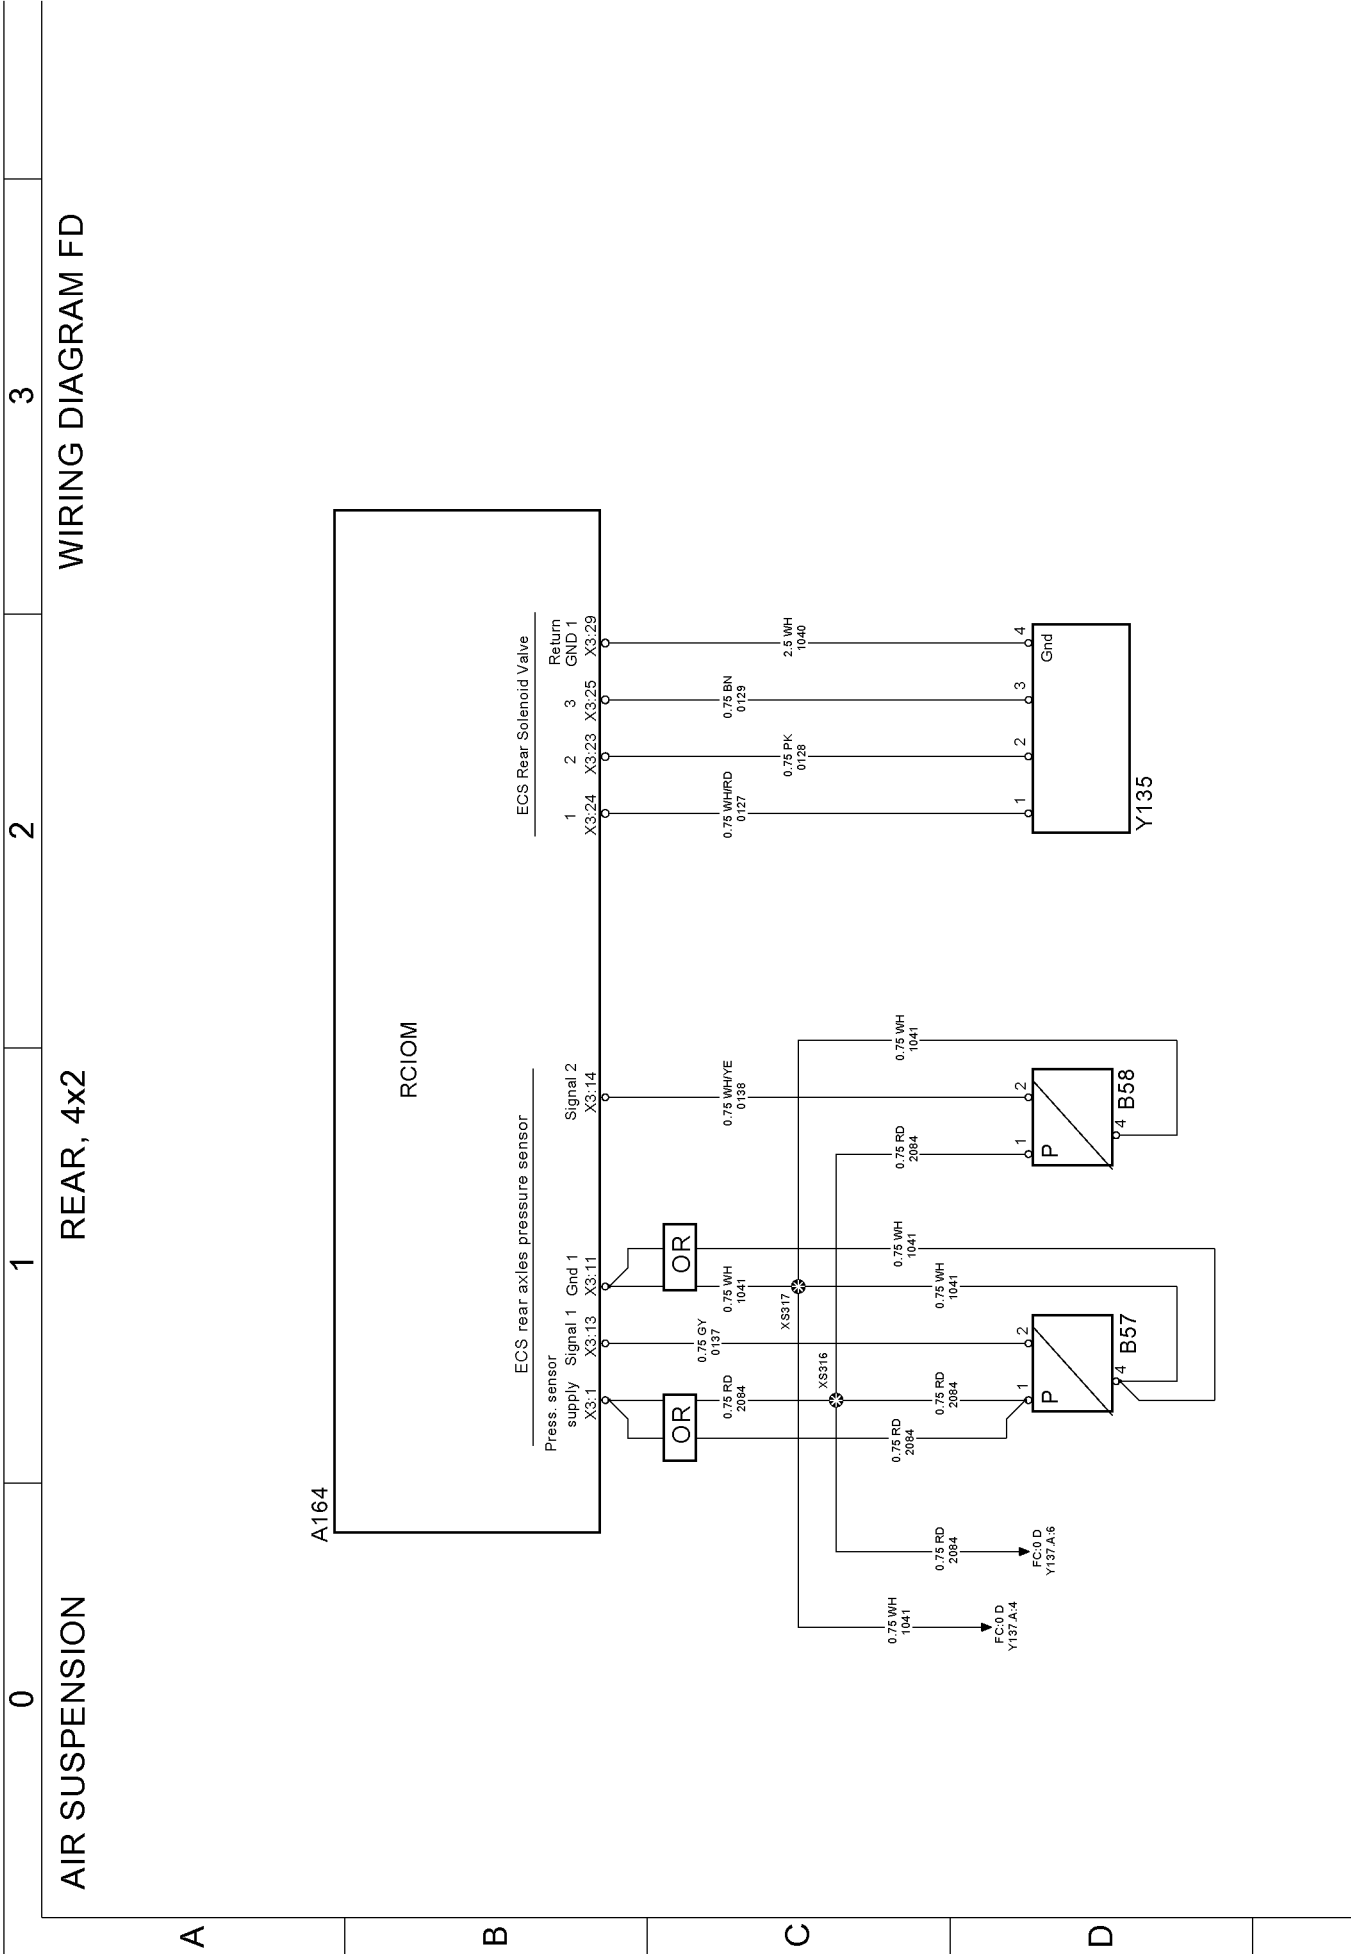 0
1
2
3
AIR SUSPENSION
REAR, 4x2
WIRING DIAGRAM FD
A
B
C
D
A164
RCIOM
ECS rear axles pressure sensor
ECS Rear Solenoid Valve
Press. sensor
supply
Signal 1
Gnd 1
Signal 2
1
2
3
Return
GND 1
X3:1
X3:13
X3:11
X3:14
X3:24
X3:23
X3:25
X3:29
OR
OR
0.75 RD
2084
0.75 GY
0137
0.75 WH
1041
0.75 WH/YE
0138
0.75 WH/RD
0127
0.75 PK
0128
0.75 BN
0129
2.5 WH
1040
XS317
XS316
0.75 WH
1041
0.75 RD
2084
0.75 RD
2084
0.75 RD
2084
0.75 WH
1041
0.75 WH
1041
0.75 RD
2084
0.75 WH
1041
FC:0 D
Y137.A:4
FC:0 D
Y137.A:6
1
2
P
4
B57
1
2
P
4
B58
1
2
3
4
Gnd
Y135